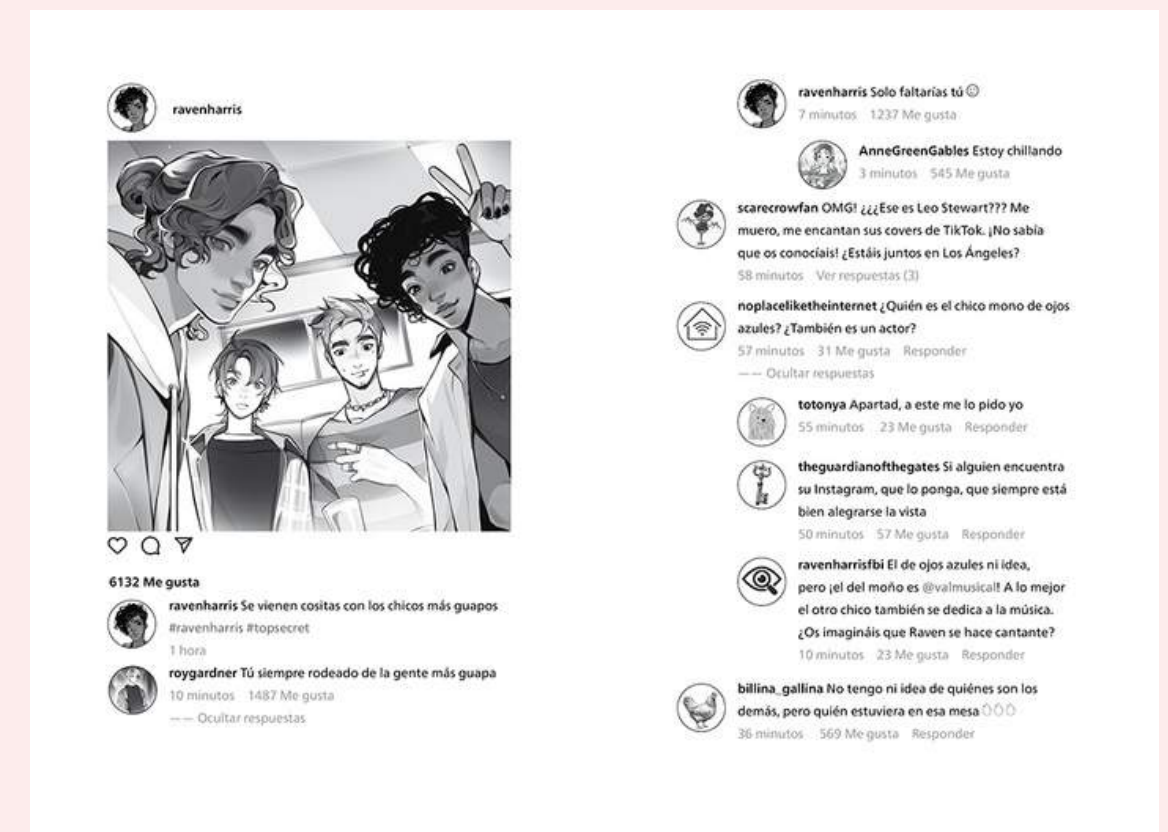 ravenharris
6132 Me gusta
ravenharris Se vienen cositas con los chicos más guapos
#ravenharris #topsecret
1 hora
roygardner Tú siempre rodeado de la gente más guapa
10 minutos 1487 Me gusta
—— Ocultar respuestas
ravenharris Solo faltarías tú ☺
7 minutos 1237 Me gusta
AnneGreenGables Estoy chillando
3 minutos 545 Me gusta
scarecrowfan OMG! ¿¿¿Ese es Leo Stewart??? Me
muero, me encantan sus covers de TikTok. ¡No sabía
que os conocíais! ¿Estáis juntos en Los Ángeles?
58 minutos Ver respuestas (3)
noplaceliketheinternet ¿Quién es el chico mono de ojos
azules? ¿También es un actor?
57 minutos 31 Me gusta Responder
—— Ocultar respuestas
totonya Apartad, a este me lo pido yo
55 minutos 23 Me gusta Responder
theguardianofthegates Si alguien encuentra
su Instagram, que lo ponga, que siempre está
bien alegrarse la vista
50 minutos 57 Me gusta Responder
ravenharrisfbi El de ojos azules ni idea,
pero ¡el del moño es @valmusical! A lo mejor
el otro chico también se dedica a la música.
¿Os imagináis que Raven se hace cantante?
10 minutos 23 Me gusta Responder
billina_gallina No tengo ni idea de quiénes son los
demás, pero quién estuviera en esa mesa
36 minutos 569 Me gusta Responder